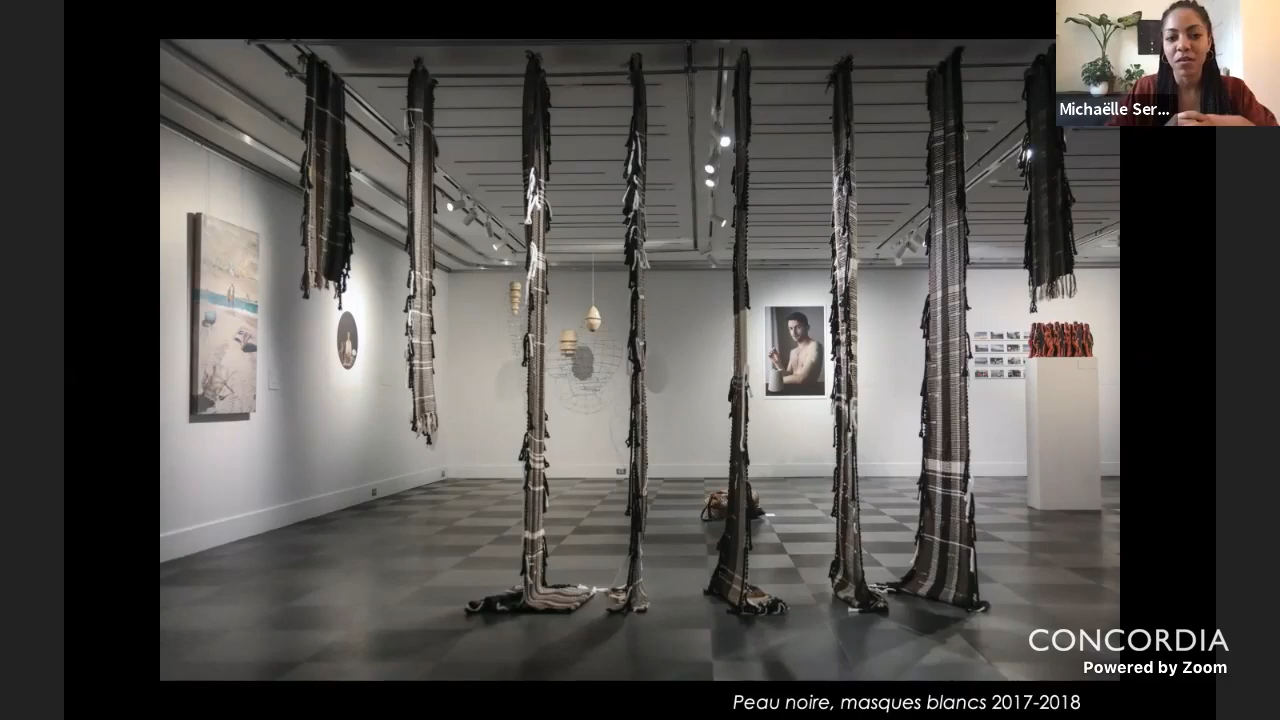 Michaëlle Ser...
CONCORDIA
Powered by Zoom
Peau noire, masques blancs 2017-2018